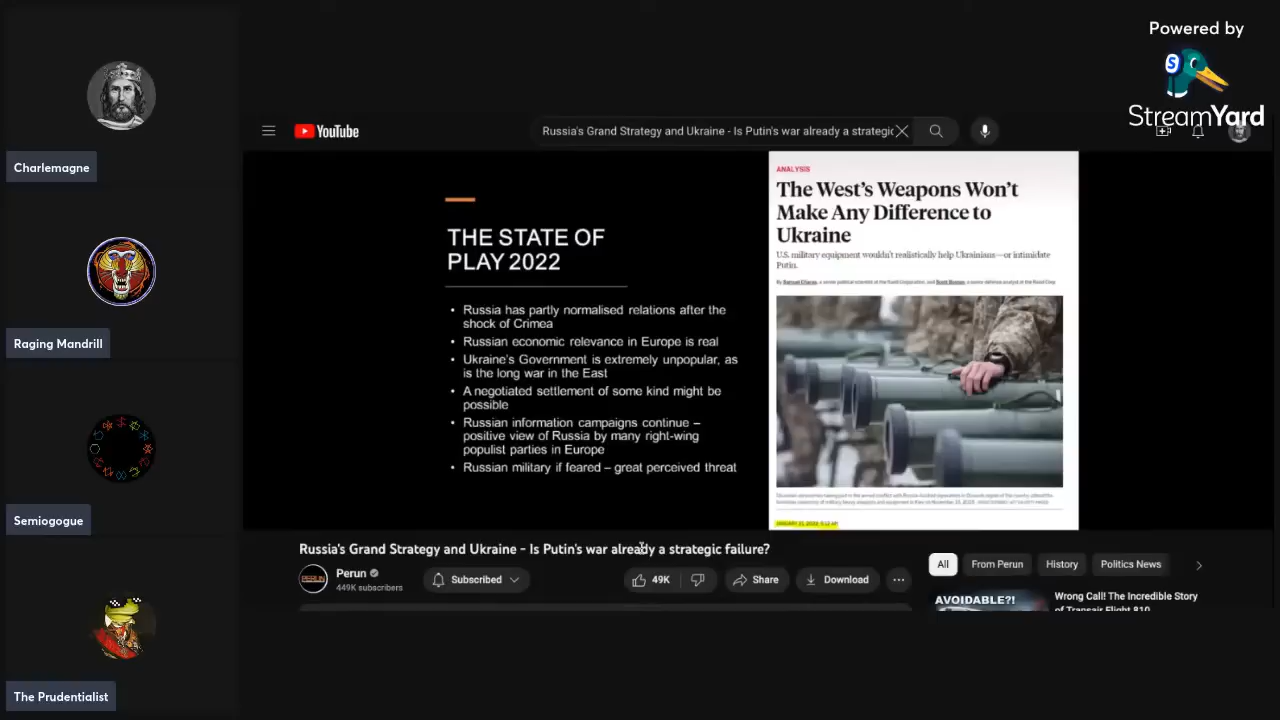 Powered by
StreamYard
Charlemagne
Raging Mandrill
Semiogogue
The Prudentialist
YouTube
Russia's Grand Strategy and Ukraine - Is Putin's war already a strategic
THE STATE OF
PLAY 2022
• Russia has partly normalised relations after the
shock of Crimea
• Russian economic relevance in Europe is real
• Ukraine's Government is extremely unpopular, as
is the long war in the East
• A negotiated settlement of some kind might be
possible
• Russian information campaigns continue –
positive view of Russia by many right-wing
populist parties in Europe
• Russian military if feared – great perceived threat
ANALYSIS
The West's Weapons Won't
Make Any Difference to
Ukraine
U.S. military equipment wouldn't realistically help Ukrainians—or intimidate
Putin.
Russia's Grand Strategy and Ukraine - Is Putin's war already a strategic failure?
PERUN
Perun
449K subscribers
Subscribed
49K
Share
Download
All
From Perun
History
Politics News
AVOIDABLE?!
Wrong Call! The Incredible Story
of Transair Flight 810